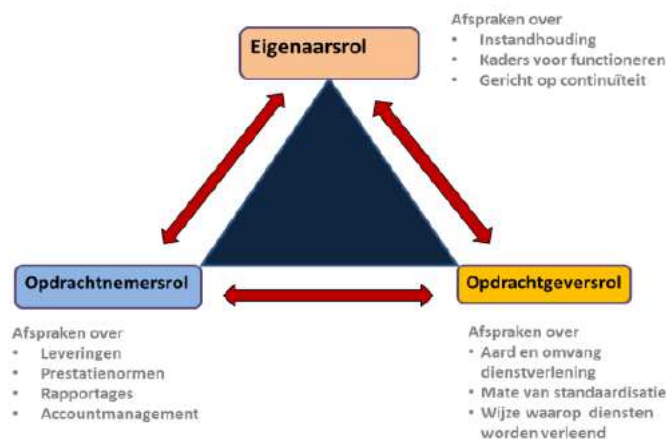 Eigenaarsrol
Afspraken over
• Instandhouding
• Kaders voor functioneren
• Gericht op continuïteit
Opdrachtnemersrol
Afspraken over
• Leveringen
• Prestatienormen
• Rapportages
• Accountmanagement
Opdrachtgeversrol
Afspraken over
• Aard en omvang
dienstverlening
• Mate van standaardisatie
• Wijze waarop diensten
worden verleend